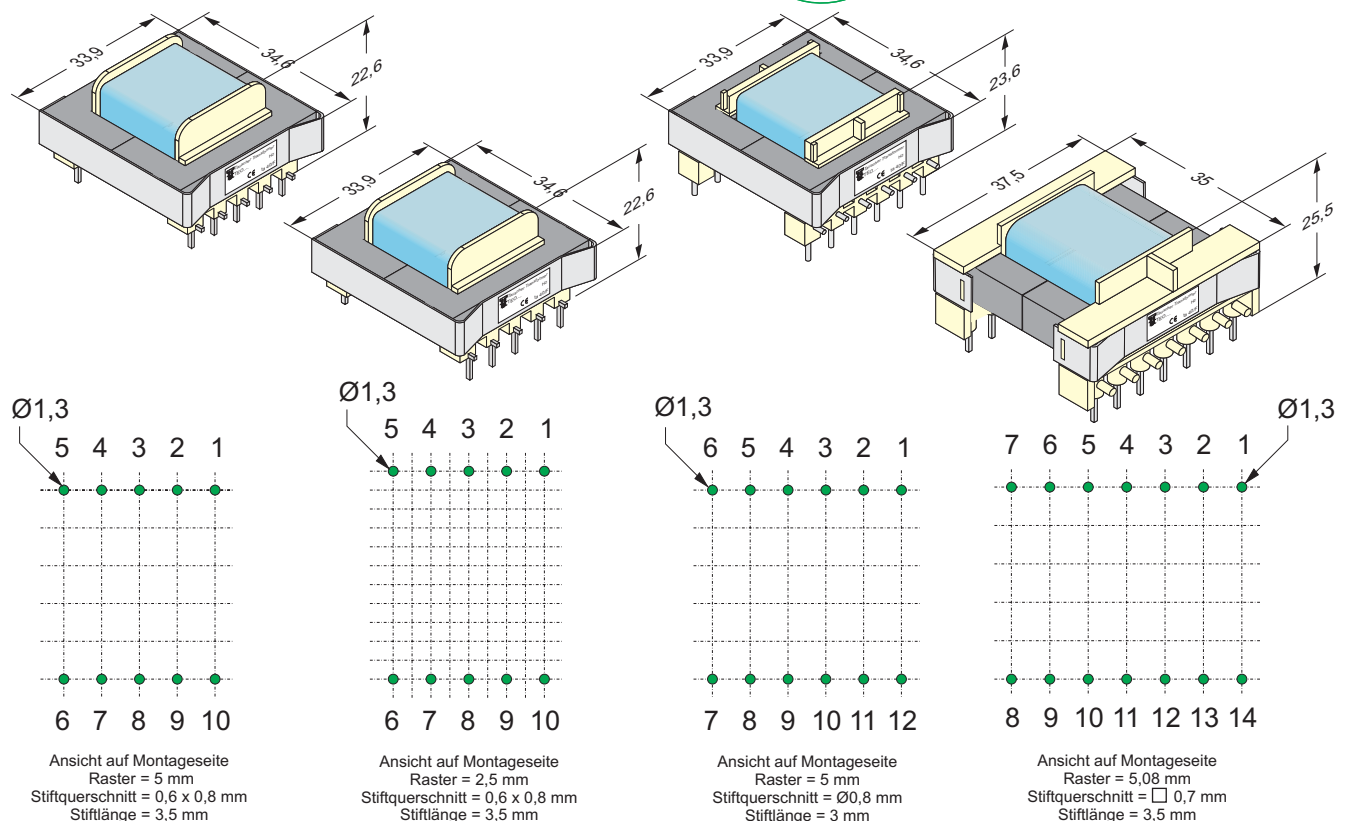 33,9
34,6
22,6
33,9
34,6
22,6
33,9
34,6
23,6
37,5
35
25,5
CE
CE
CE
CE
Ø1,3
5 4 3 2 1
6 7 8 9 10
Ansicht auf Montageseite
Raster = 5 mm
Stiftquerschnitt = 0,6 x 0,8 mm
Stiftlänge = 3,5 mm
Ø1,3
5 4 3 2 1
6 7 8 9 10
Ansicht auf Montageseite
Raster = 2,5 mm
Stiftquerschnitt = 0,6 x 0,8 mm
Stiftlänge = 3,5 mm
Ø1,3
6 5 4 3 2 1
7 8 9 10 11 12
Ansicht auf Montageseite
Raster = 5 mm
Stiftquerschnitt = Ø0,8 mm
Stiftlänge = 3 mm
Ø1,3
7 6 5 4 3 2 1
8 9 10 11 12 13 14
Ansicht auf Montageseite
Raster = 5,08 mm
Stiftquerschnitt = □ 0,7 mm
Stiftlänge = 3,5 mm